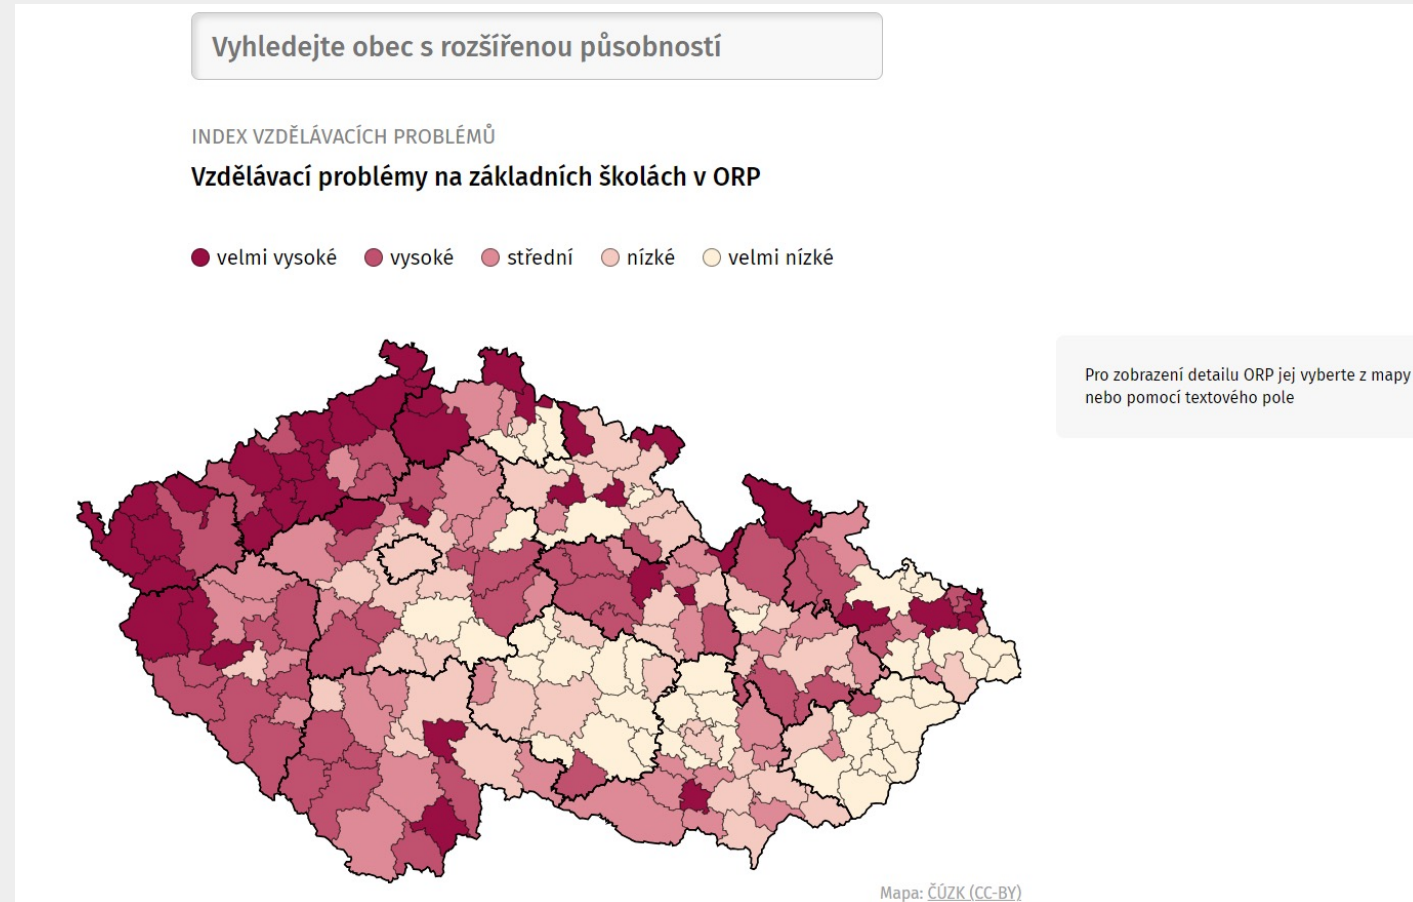 Vyhledejte obec s rozšířenou působností
INDEX VZDĚLÁVACÍCH PROBLÉMŮ
Vzdělávací problémy na základních školách v ORP
velmi vysoké vysoké střední nízké velmi nízké
Pro zobrazení detailu ORP jej vyberte z mapy
nebo pomocí textového pole
Mapa: ČÚZK (CC-BY)